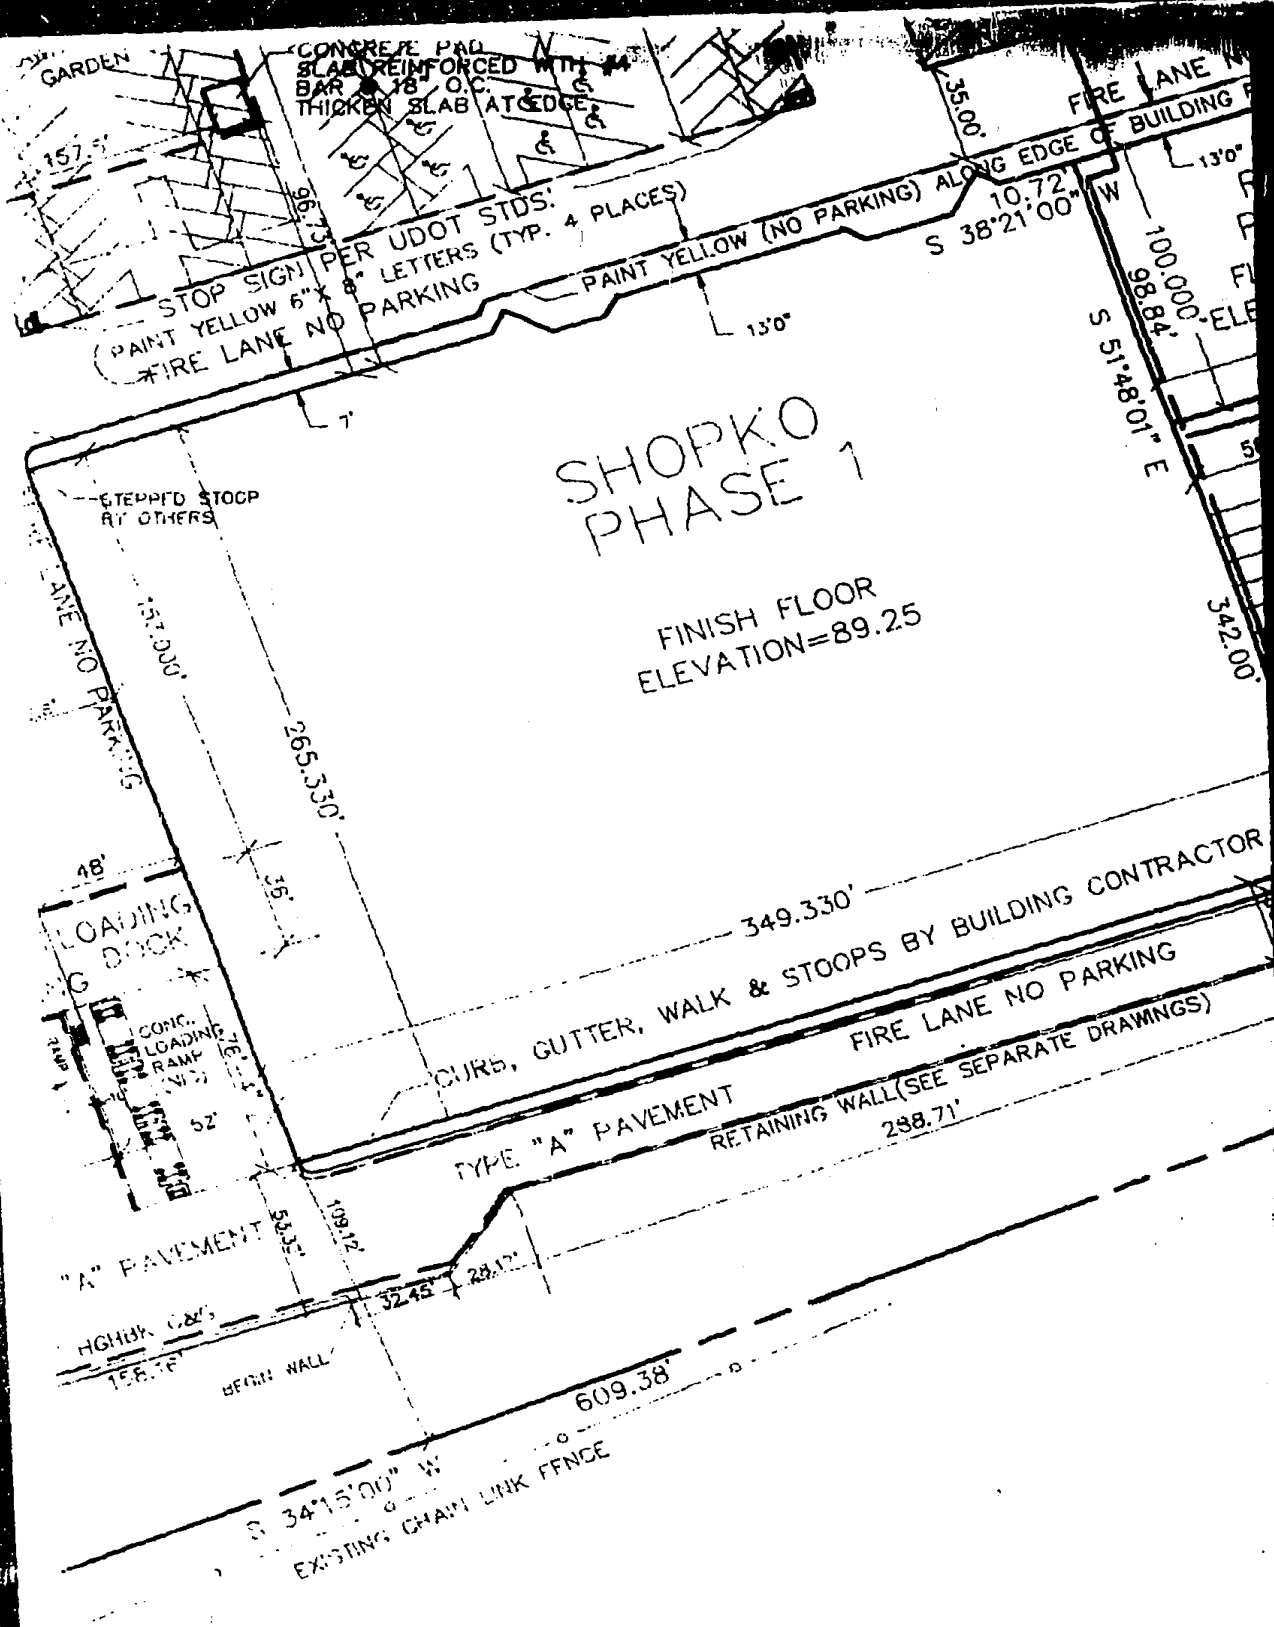 GARDEN
CONCRETE PAD
SLAB REINFORCED WITH #4
BAR @ 18" O.C.
THICKEN SLAB AT EDGE
35.00'
FIRE LANE
PAINT YELLOW (NO PARKING) ALONG EDGE OF BUILDING
13'0"
96.73'
STOP SIGN PER UDOT STDS.
(PAINT YELLOW 6" X 8" LETTERS (TYP. 4 PLACES)
FIRE LANE NO PARKING
10.72'
S 38°21'00" W
100.000'
98.84'
S 51°48'01" E
342.00'
13'0"
7'
SHOPKO
PHASE 1
STEPPED STOOP
BY OTHERS
FINISH FLOOR
ELEVATION=89.25
LANE NO PARKING
265.330'
48'
36'
LOADING
DOCK
CONC.
LOADING
RAMP
52'
349.330'
CURB, GUTTER, WALK & STOOPS BY BUILDING CONTRACTOR
FIRE LANE NO PARKING
TYPE "A" PAVEMENT
RETAINING WALL(SEE SEPARATE DRAWINGS)
288.71'
"A" PAVEMENT
109.12'
32.45'
28.17'
BEGIN WALL
609.38'
S 34°15'00" W
EXISTING CHAIN LINK FENCE